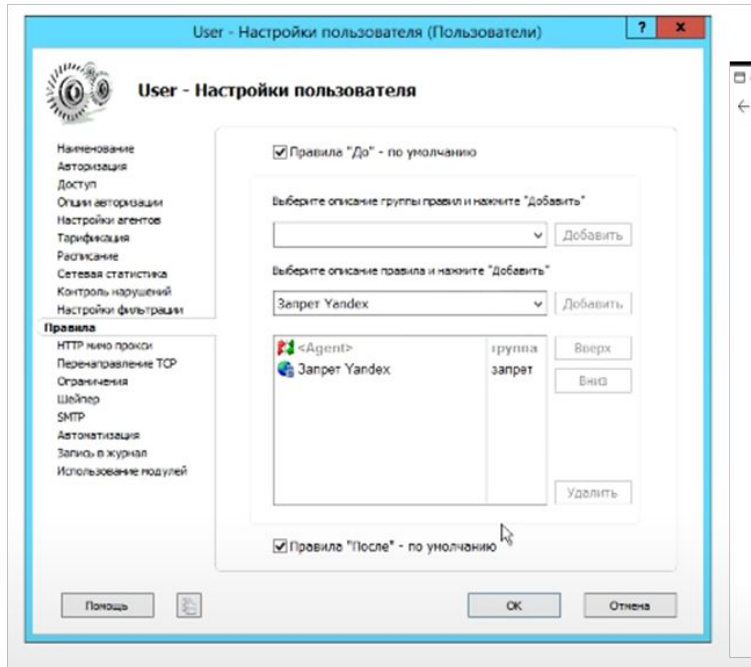 User - Настройки пользователя (Пользователи)
? x
User - Настройки пользователя
Наименование
Авторизация
Доступ
Опции авторизации
Настройки агентов
Тарификация
Расписание
Сетевая статистика
Контроль нарушений
Настройки фильтрации
Правила
HTTP мимо прокси
Перенаправление TCP
Ограничения
Шейпер
SMTP
Автоматизация
Запись в журнал
Использование модулей
Правила "До" - по умолчанию
Выберите описание группы правил и нажмите "Добавить"
Добавить
Выберите описание правила и нажмите "Добавить"
Запрет Yandex
Добавить
<Agent> группа
Запрет Yandex запрет
Вверх
Вниз
Удалить
Правила "После" - по умолчанию
Помощь
OK
Отмена